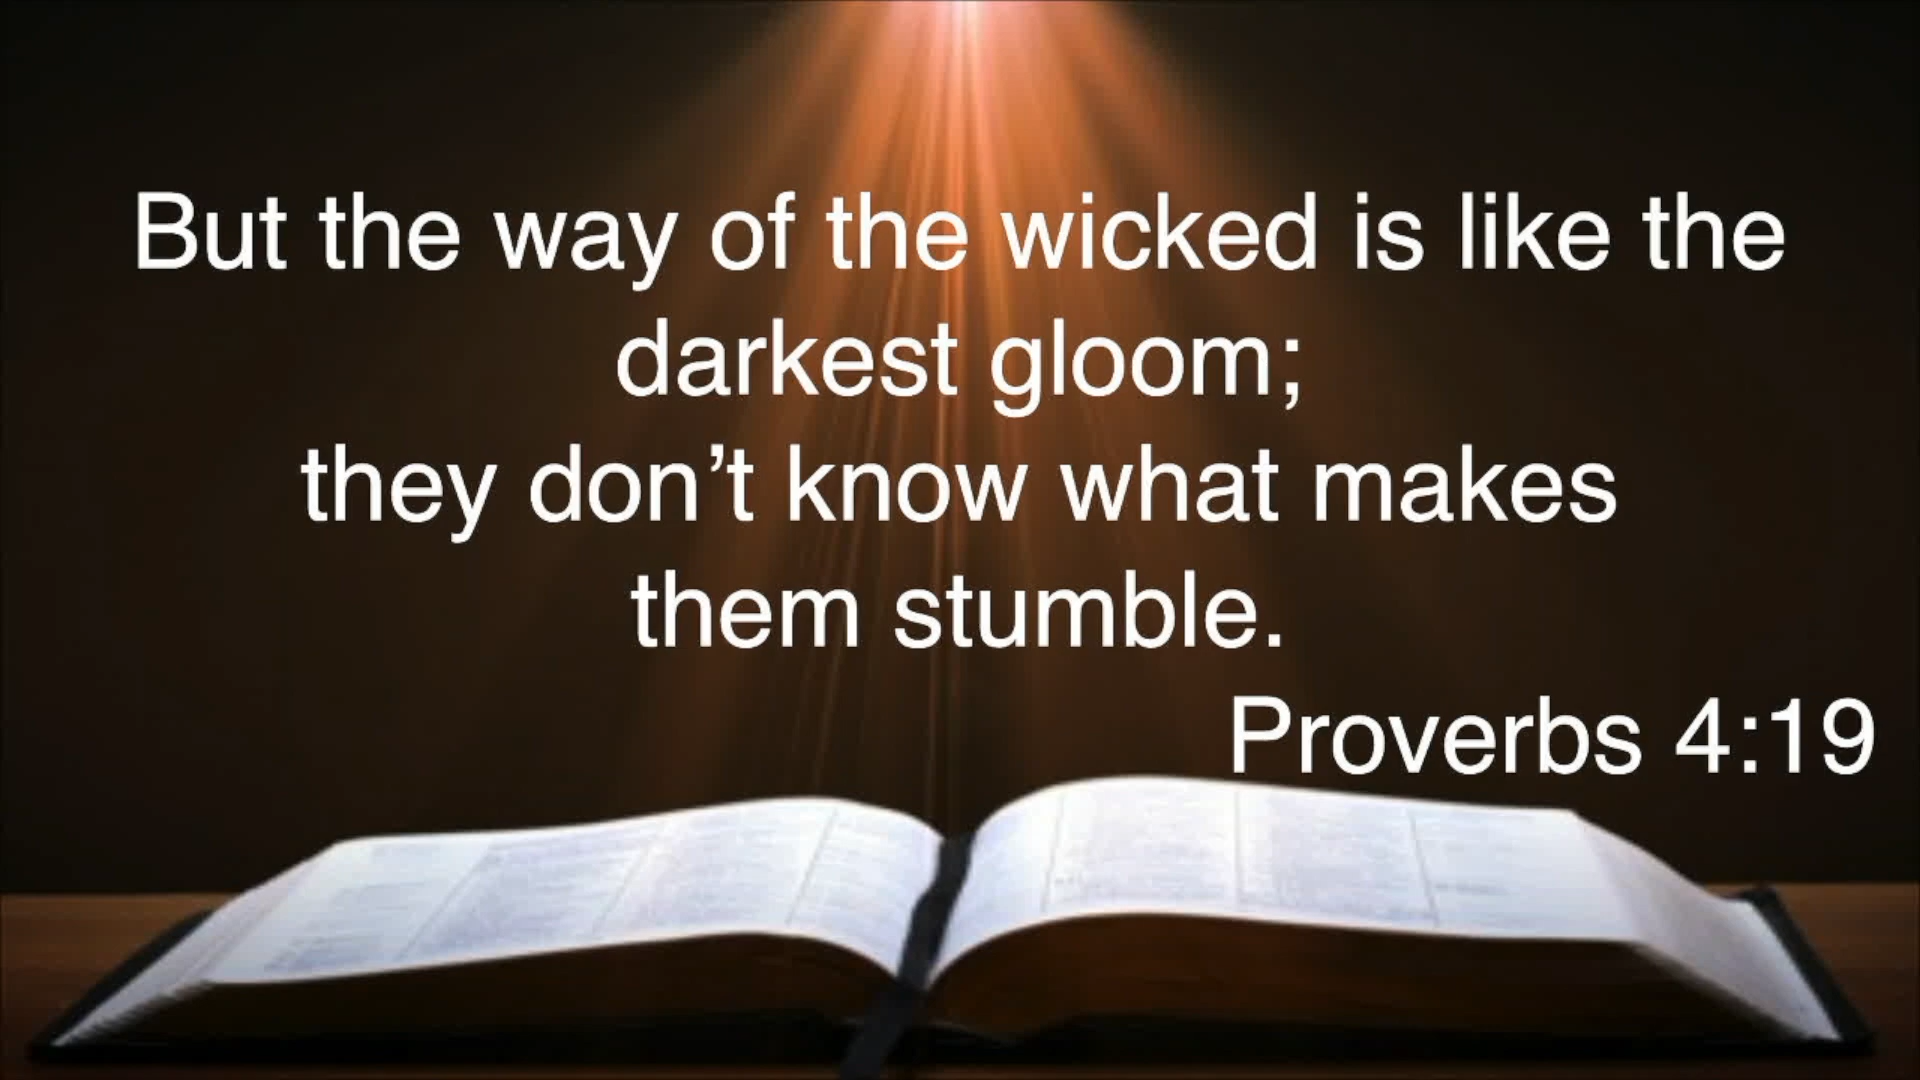 But the way of the wicked is like the
darkest gloom;
they don’t know what makes
them stumble.
Proverbs 4:19